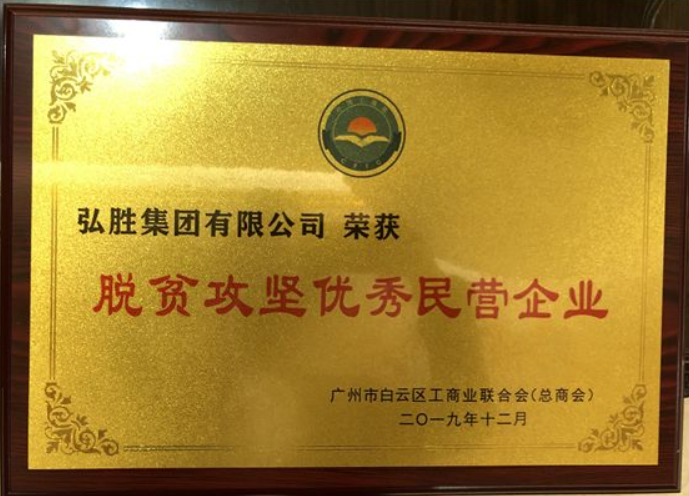 弘胜集团有限公司 荣获
脱贫攻坚优秀民营企业
广州市白云区工商业联合会(总商会)
二〇一九年十二月